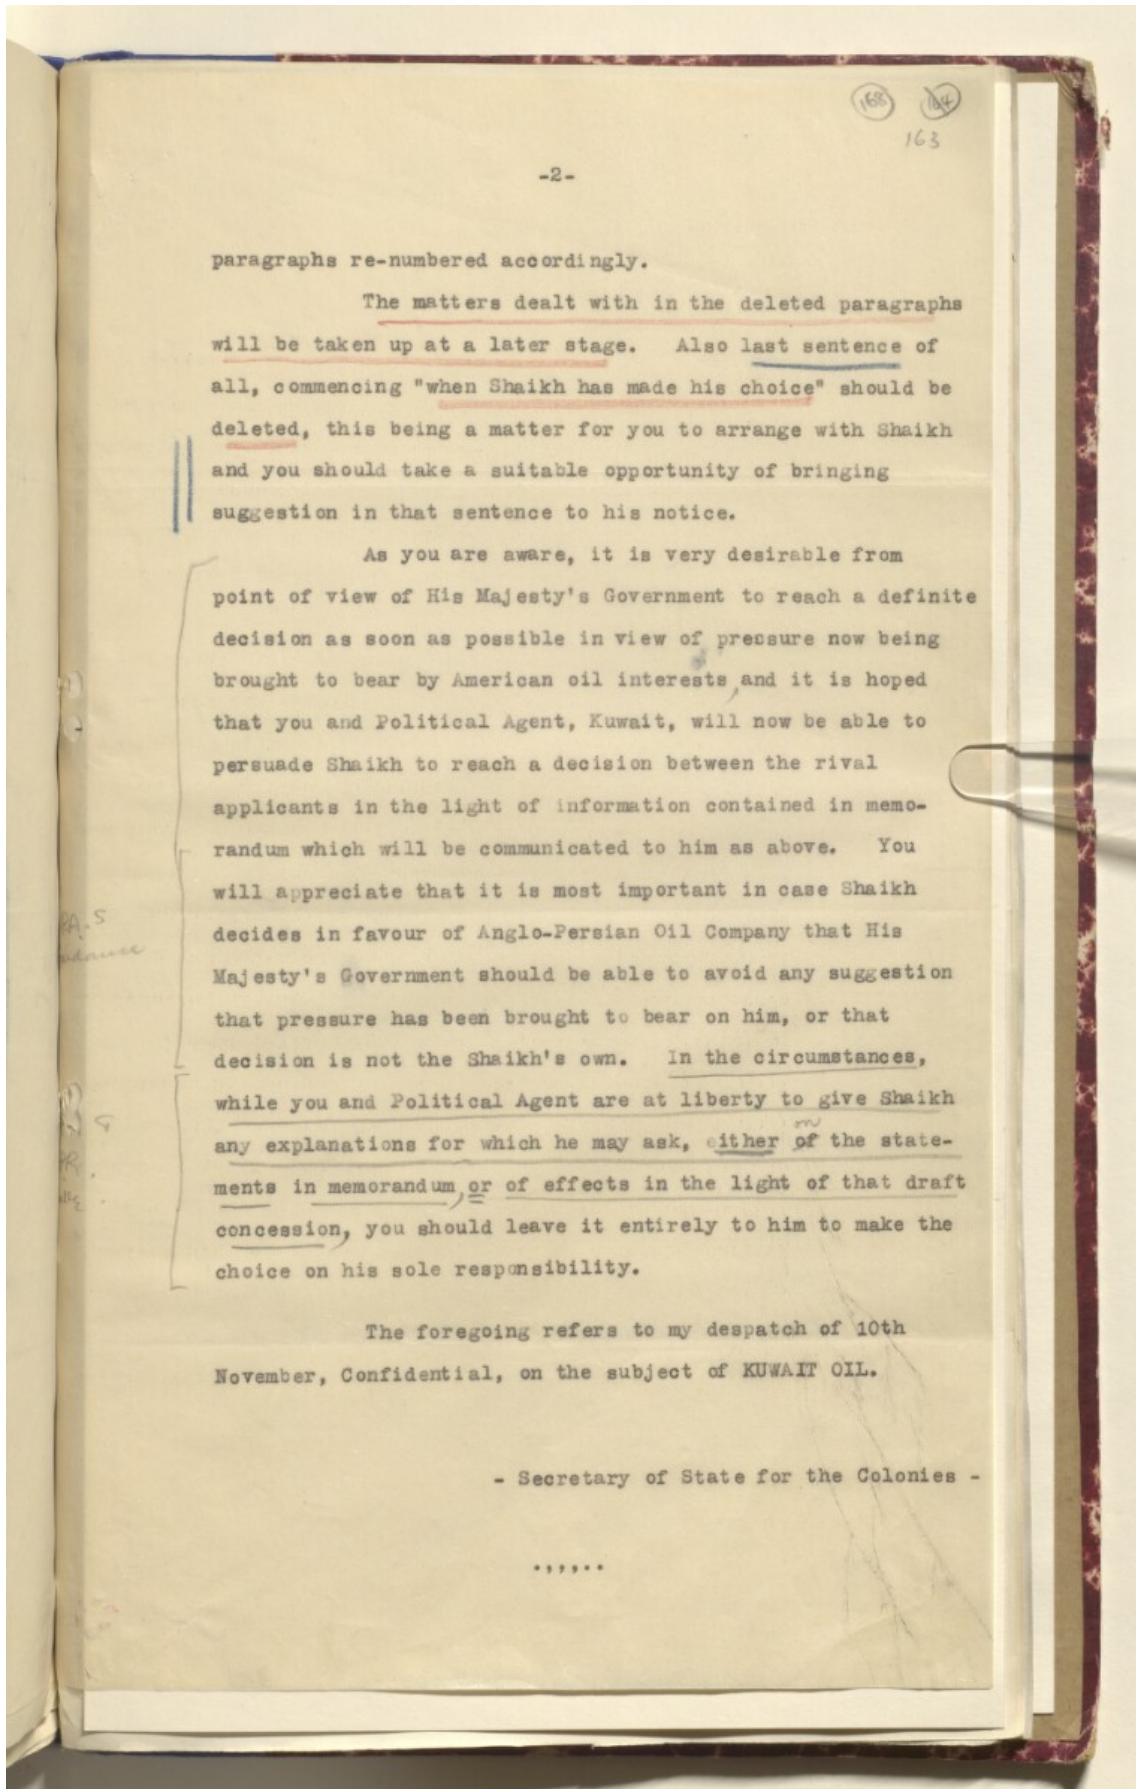 168 164
163
-2-
paragraphs re-numbered accordingly.
The matters dealt with in the deleted paragraphs
will be taken up at a later stage. Also last sentence of
all, commencing "when Shaikh has made his choice" should be
deleted, this being a matter for you to arrange with Shaikh
and you should take a suitable opportunity of bringing
suggestion in that sentence to his notice.
As you are aware, it is very desirable from
point of view of His Majesty's Government to reach a definite
decision as soon as possible in view of pressure now being
brought to bear by American oil interests, and it is hoped
that you and Political Agent, Kuwait, will now be able to
persuade Shaikh to reach a decision between the rival
applicants in the light of information contained in memo-
randum which will be communicated to him as above. You
will appreciate that it is most important in case Shaikh
decides in favour of Anglo-Persian Oil Company that His
Majesty's Government should be able to avoid any suggestion
that pressure has been brought to bear on him, or that
decision is not the Shaikh's own. In the circumstances,
while you and Political Agent are at liberty to give Shaikh
on
any explanations for which he may ask, either of the state-
ments in memorandum, or of effects in the light of that draft
concession, you should leave it entirely to him to make the
choice on his sole responsibility.
The foregoing refers to my despatch of 10th
November, Confidential, on the subject of KUWAIT OIL.
- Secretary of State for the Colonies -
.,,,..